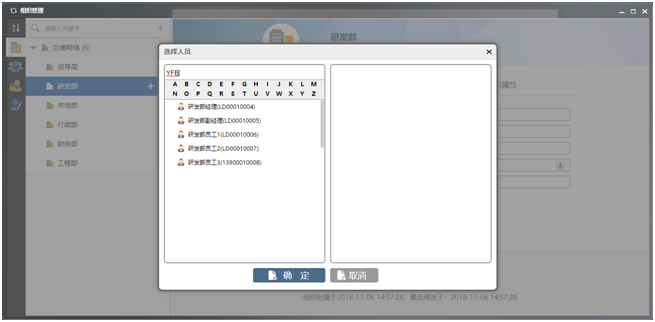 组织管理
请输入关键字
兰德网络 (6)
领导层
研发部
市场部
行政部
财务部
工程部
研发部
属性
选择人员
YFB
A B C D E F G H I J K L M
N O P Q R S T U V W X Y Z
研发部经理(LD00010004)
研发部副经理(LD00010005)
研发部员工1(LD00010006)
研发部员工2(LD00010007)
研发部员工3(13900010008)
确 定
取消
组织创建于2018-11-06 14:57:28，最后修改于：2018-11-06 14:57:28